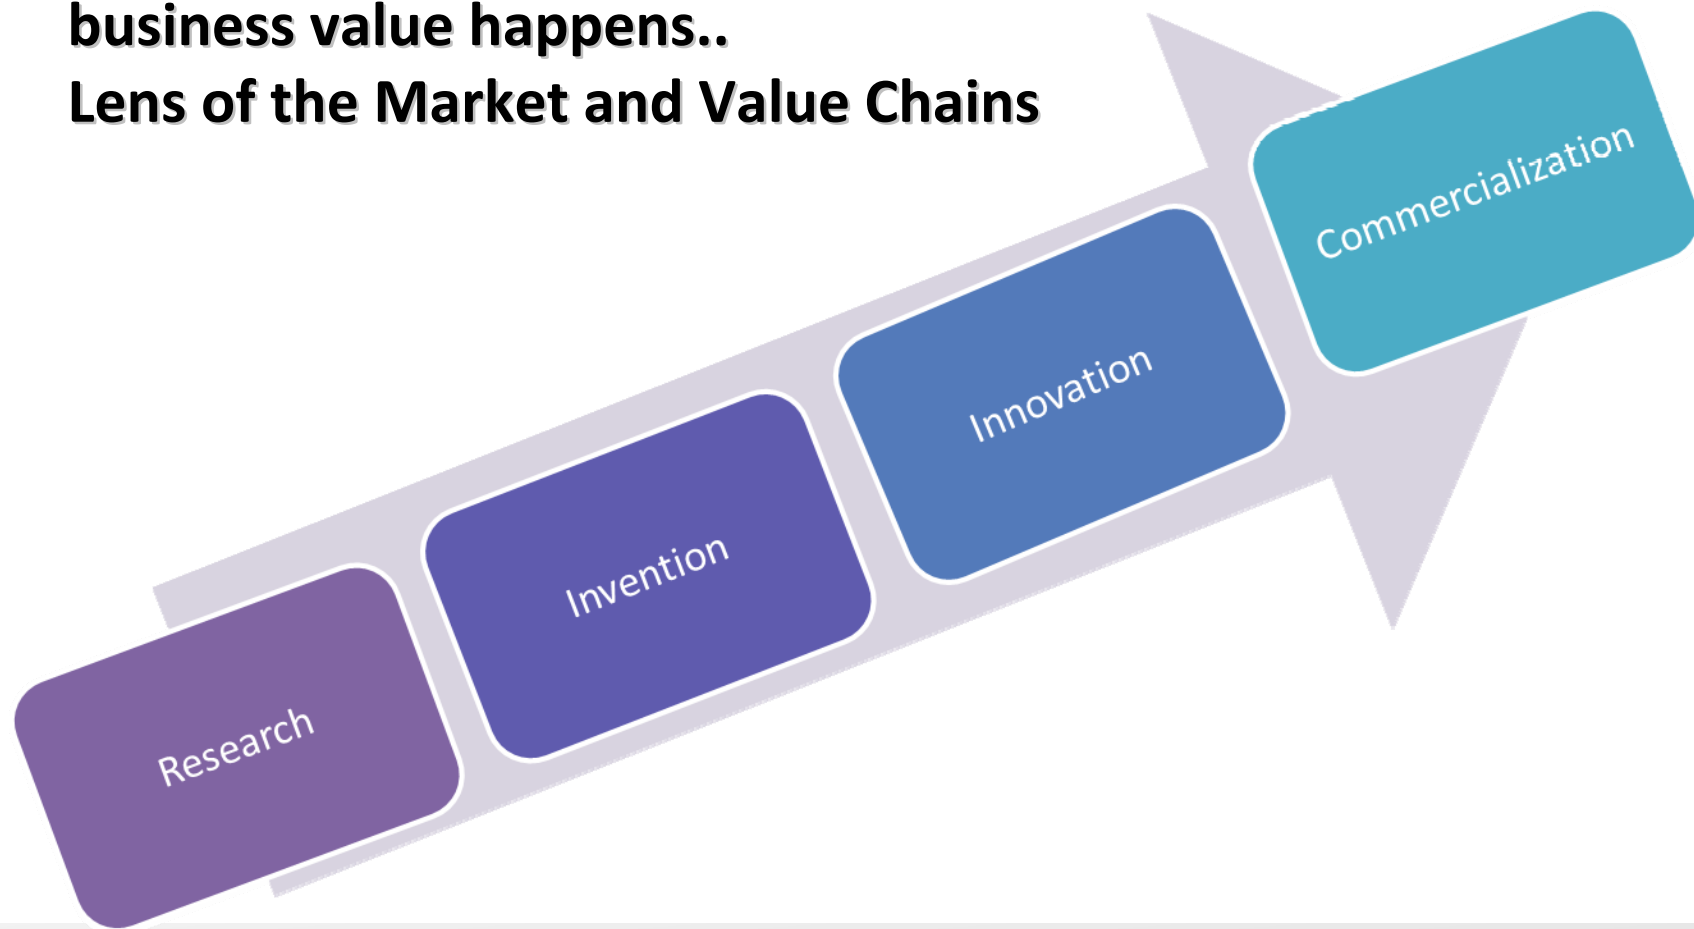 business value happens..
Lens of the Market and Value Chains
Commercialization
Innovation
Invention
Research